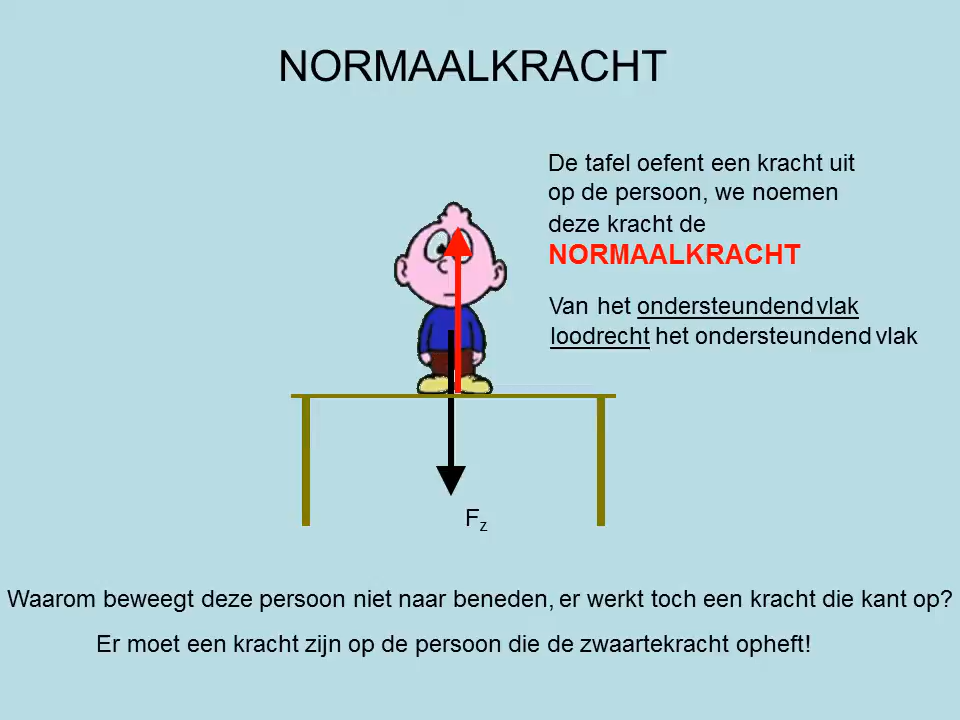 NORMAALKRACHT
De tafel oefent een kracht uit
op de persoon, we noemen
deze kracht de
NORMAALKRACHT
Van het ondersteundend vlak
loodrecht het ondersteundend vlak
Fz
Waarom beweegt deze persoon niet naar beneden, er werkt toch een kracht die kant op?
Er moet een kracht zijn op de persoon die de zwaartekracht opheft!